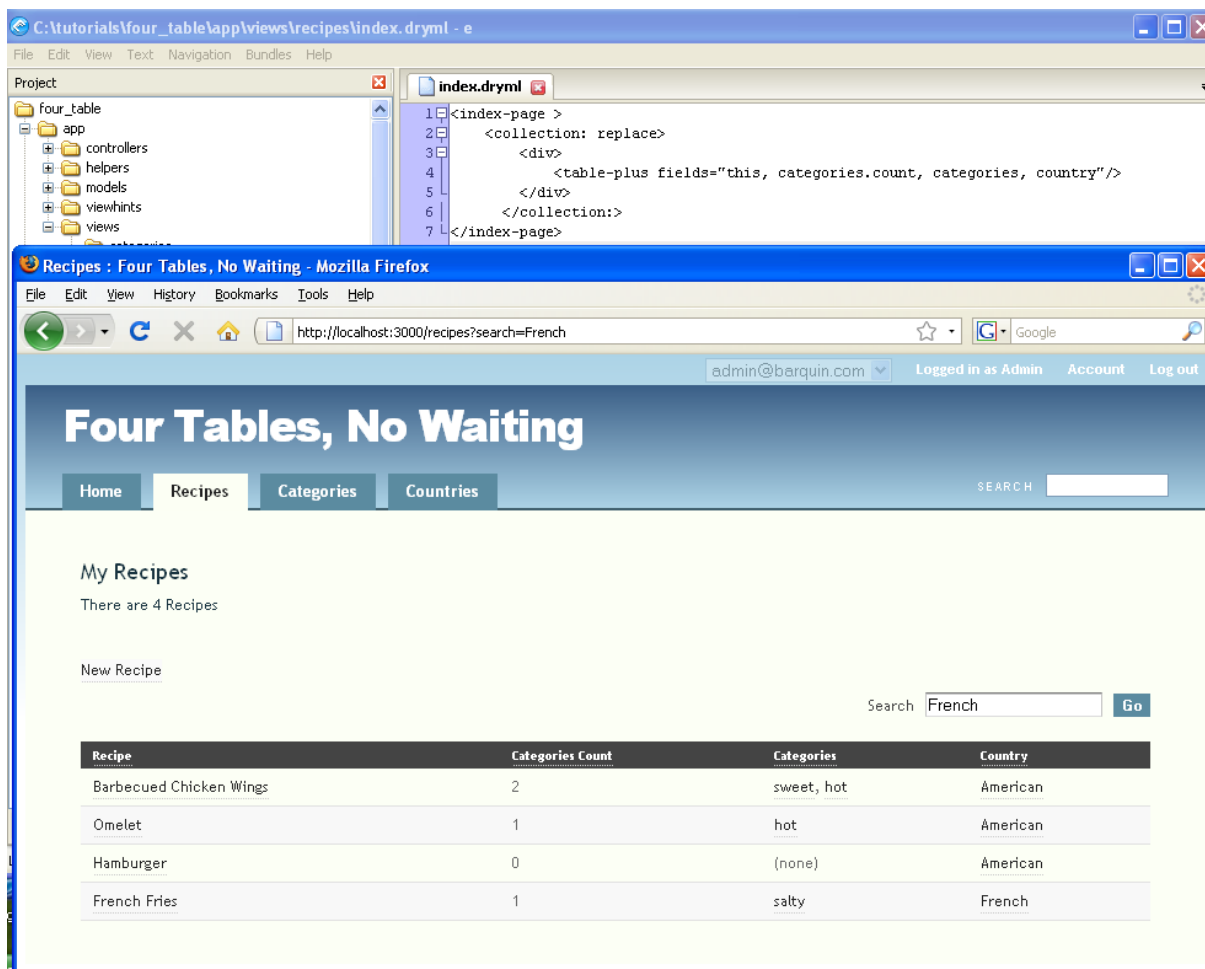 C:\tutorials\four_table\app\views\recipes\index.dryml - e
File Edit View Text Navigation Bundles Help
Project
four_table
app
controllers
helpers
models
viewhints
views
index.dryml
1 <index-page >
2 <collection: replace>
3 <div>
4 <table-plus fields="this, categories.count, categories, country"/>
5 </div>
6 </collection:>
7 </index-page>
Recipes : Four Tables, No Waiting - Mozilla Firefox
File Edit View History Bookmarks Tools Help
http://localhost:3000/recipes?search=French
G Google
admin@barquin.com Logged in as Admin Account Log out
Four Tables, No Waiting
Home Recipes Categories Countries SEARCH
My Recipes
There are 4 Recipes
New Recipe
Search French Go
Recipe Categories Count Categories Country
Barbecued Chicken Wings 2 sweet, hot American
Omelet 1 hot American
Hamburger 0 (none) American
French Fries 1 salty French